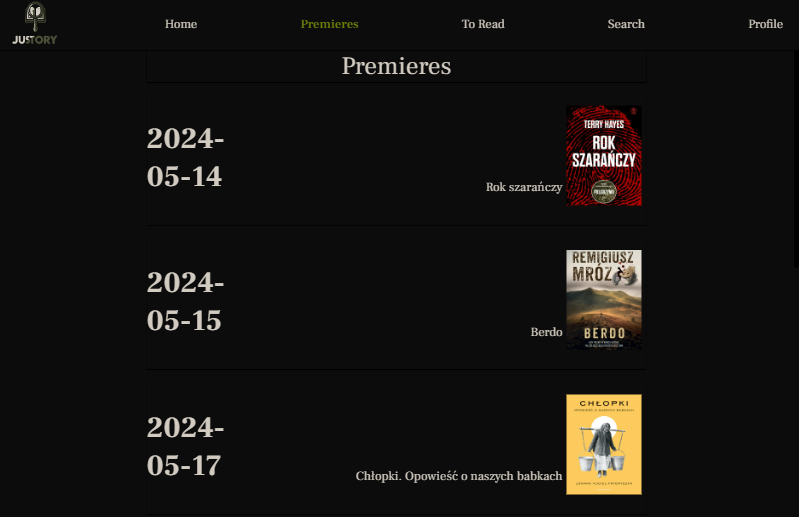 JUSTORY
Home
Premieres
To Read
Search
Profile
Premieres
2024-
05-14
Rok szarańczy
TERRY HAYES
ROK
SZARAŃCZY
2024-
05-15
Berdo
REMIGIUSZ
MRÓZ
BERDO
2024-
05-17
Chłopki. Opowieść o naszych babkach
CHŁOPKI
OPOWIEŚĆ O NASZYCH BABKACH